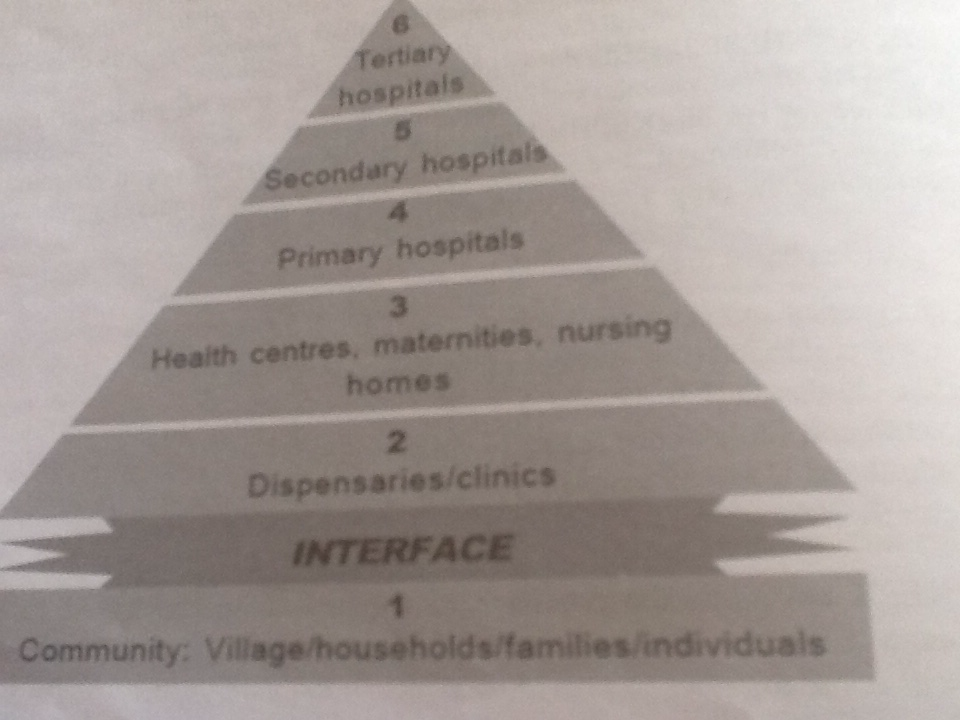 6
Tertiary
hospitals
5
Secondary hospitals
4
Primary hospitals
3
Health centres, maternities, nursing
homes
2
Dispensaries/clinics
INTERFACE
1
Community: Village/households/families/individuals